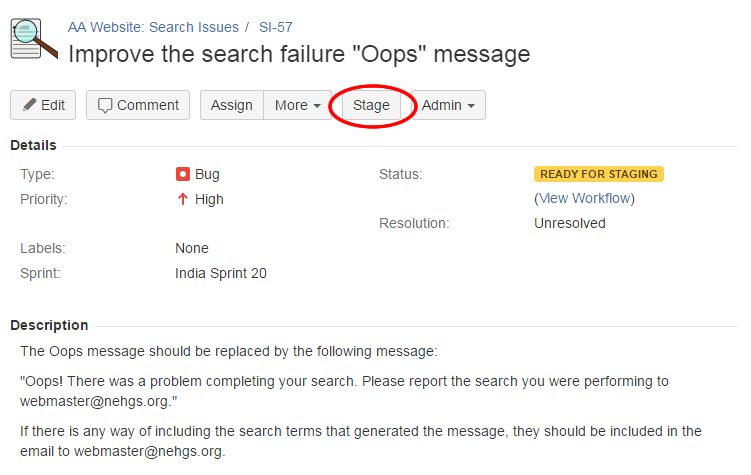 AA Website: Search Issues / SI-57
Improve the search failure "Oops" message
Edit Comment Assign More Stage Admin
Details
Type: Bug Status: READY FOR STAGING
Priority: High (View Workflow)
Resolution: Unresolved
Labels: None
Sprint: India Sprint 20
Description
The Oops message should be replaced by the following message:
"Oops! There was a problem completing your search. Please report the search you were performing to
webmaster@nehgs.org."
If there is any way of including the search terms that generated the message, they should be included in the
email to webmaster@nehgs.org.